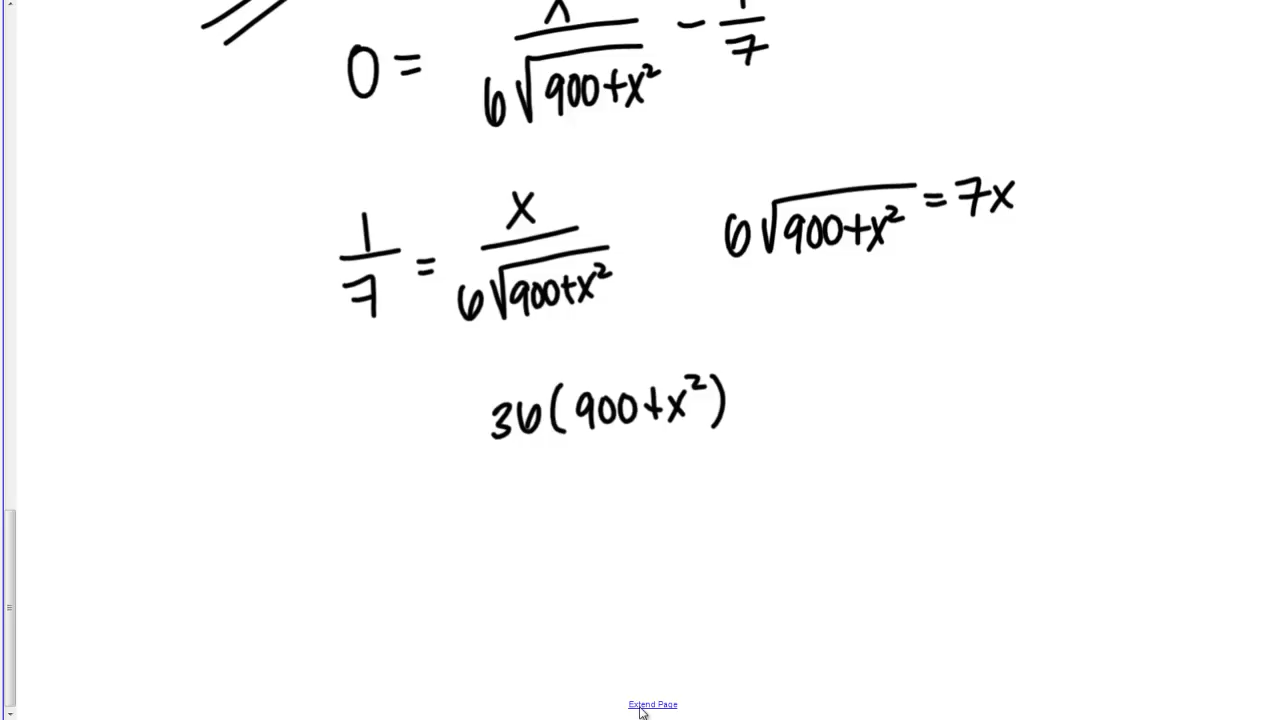 0 = x / 6√900+x² − 1/7
1/7 = x / 6√900+x²
6√900+x² = 7x
36(900+x²)
Extend Page